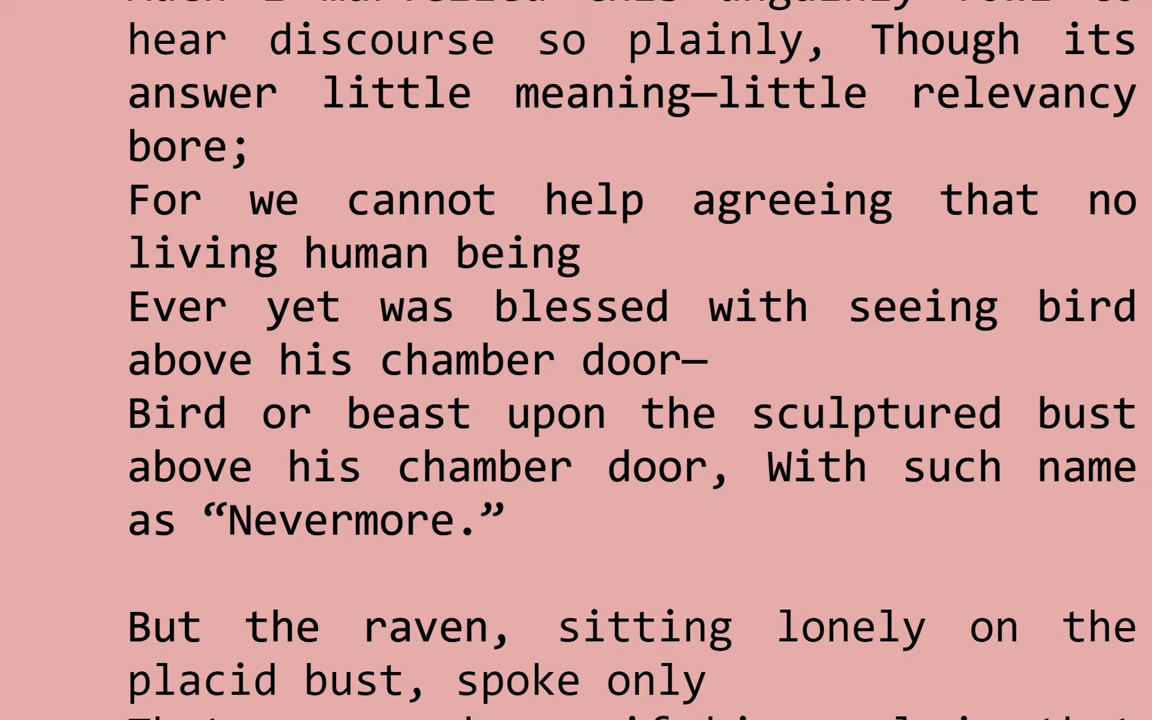 hear discourse so plainly, Though its
answer little meaning—little relevancy
bore;
For we cannot help agreeing that no
living human being
Ever yet was blessed with seeing bird
above his chamber door—
Bird or beast upon the sculptured bust
above his chamber door, With such name
as “Nevermore.”
But the raven, sitting lonely on the
placid bust, spoke only